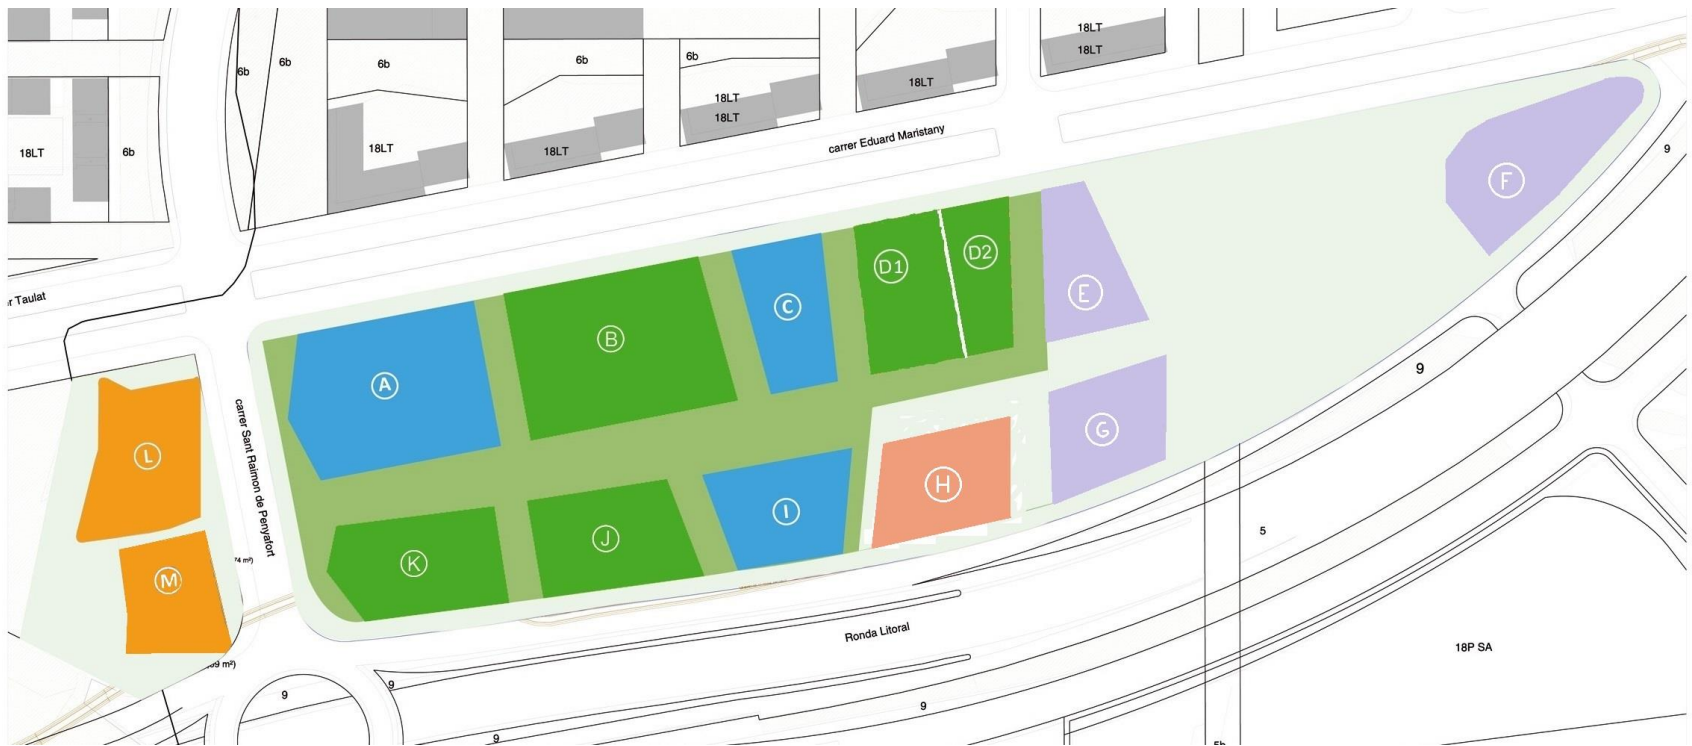 18LT
18LT
6b
6b
6b
6b
6b
18LT
18LT
18LT
9
18LT
6b
18LT
18LT
carrer Eduard Maristany
F
D2
D1
E
r Taulat
C
B
9
A
carrer Sant Raimon de Penyafort
G
L
H
I
5
J
K
M
Ronda Litoral
18P SA
9
9
9
9